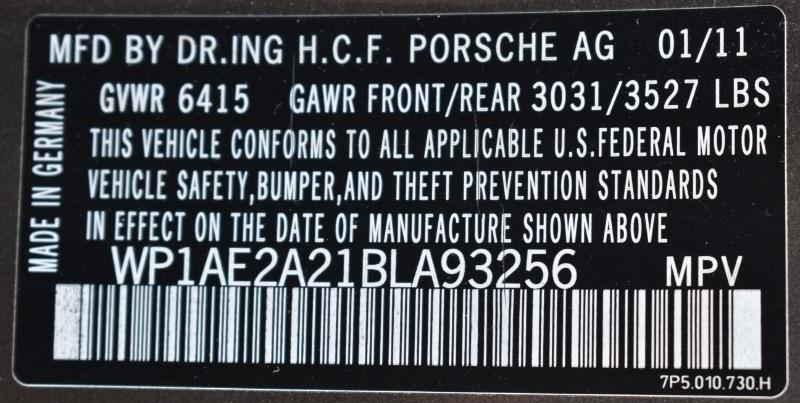 MFD BY DR.ING H.C.F. PORSCHE AG 01/11
GVWR 6415 GAWR FRONT/REAR 3031/3527 LBS
THIS VEHICLE CONFORMS TO ALL APPLICABLE U.S.FEDERAL MOTOR
VEHICLE SAFETY,BUMPER,AND THEFT PREVENTION STANDARDS
IN EFFECT ON THE DATE OF MANUFACTURE SHOWN ABOVE
WP1AE2A21BLA93256 MPV
7P5.010.730.H
MADE IN GERMANY